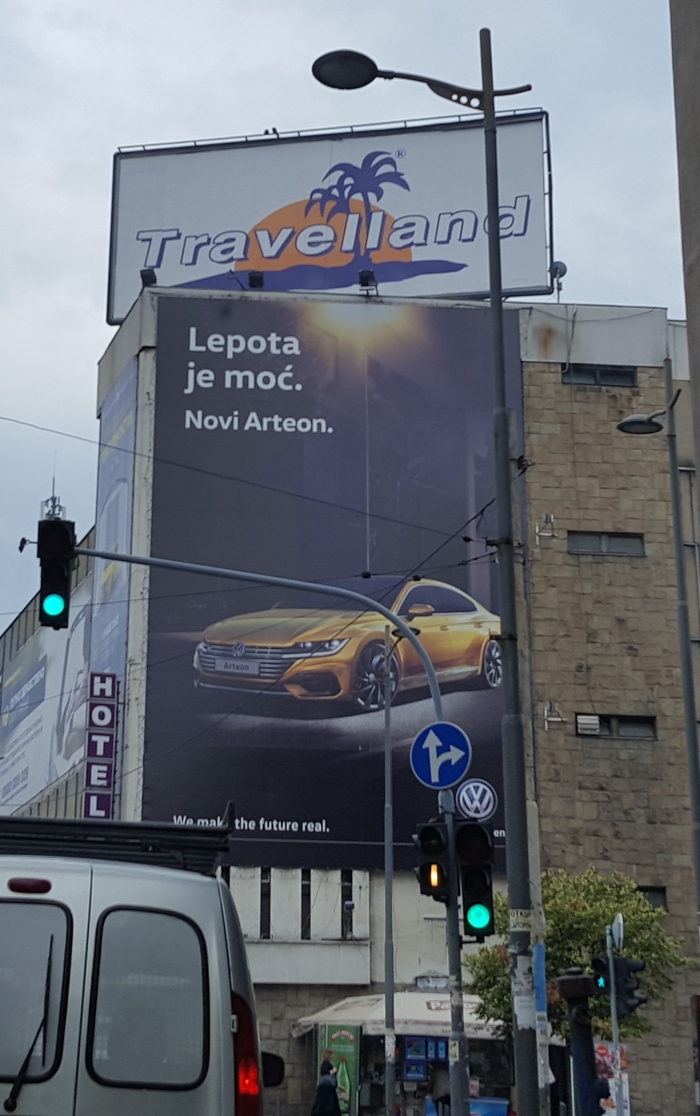 Travelland®
Lepota
je moć.
Novi Arteon.
Arteon
HOTEL
We make the future real.